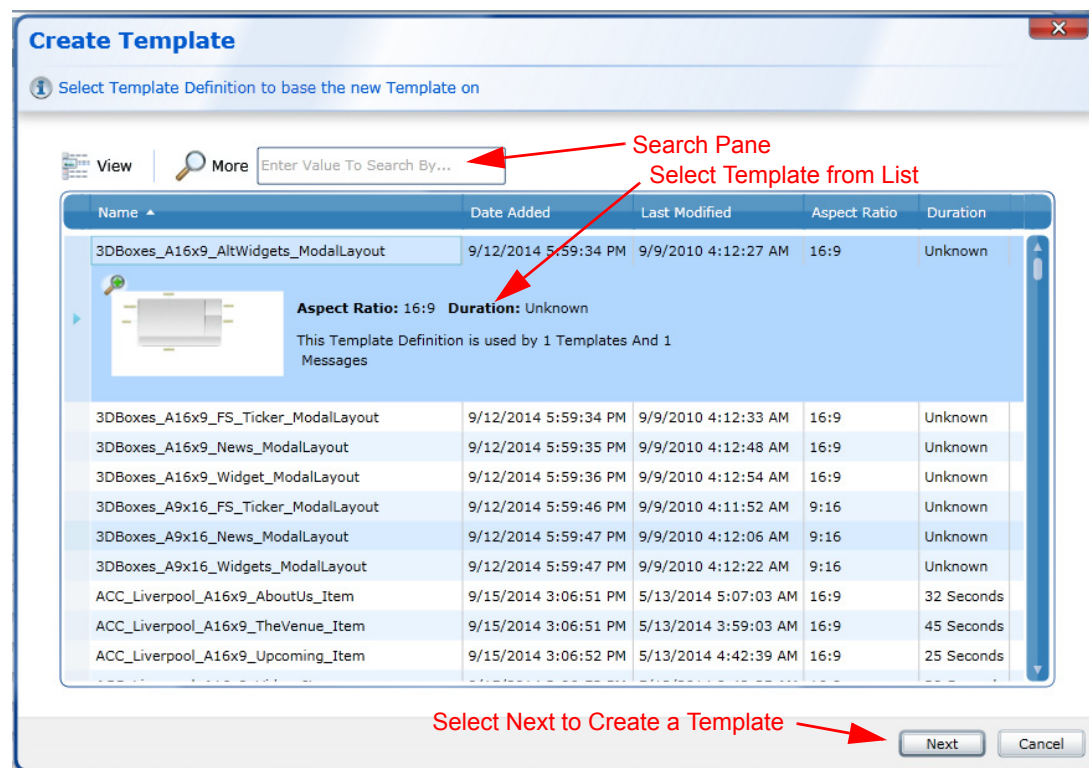 Create Template
Select Template Definition to base the new Template on
View More Enter Value To Search By...
Search Pane
Select Template from List
Name Date Added Last Modified Aspect Ratio Duration
3DBoxes_A16x9_AltWidgets_ModalLayout 9/12/2014 5:59:34 PM 9/9/2010 4:12:27 AM 16:9 Unknown
Aspect Ratio: 16:9 Duration: Unknown
This Template Definition is used by 1 Templates And 1
Messages
3DBoxes_A16x9_FS_Ticker_ModalLayout 9/12/2014 5:59:34 PM 9/9/2010 4:12:33 AM 16:9 Unknown
3DBoxes_A16x9_News_ModalLayout 9/12/2014 5:59:35 PM 9/9/2010 4:12:48 AM 16:9 Unknown
3DBoxes_A16x9_Widget_ModalLayout 9/12/2014 5:59:36 PM 9/9/2010 4:12:54 AM 16:9 Unknown
3DBoxes_A9x16_FS_Ticker_ModalLayout 9/12/2014 5:59:46 PM 9/9/2010 4:11:52 AM 9:16 Unknown
3DBoxes_A9x16_News_ModalLayout 9/12/2014 5:59:47 PM 9/9/2010 4:12:06 AM 9:16 Unknown
3DBoxes_A9x16_Widgets_ModalLayout 9/12/2014 5:59:47 PM 9/9/2010 4:12:22 AM 9:16 Unknown
ACC_Liverpool_A16x9_AboutUs_Item 9/15/2014 3:06:51 PM 5/13/2014 5:07:03 AM 16:9 32 Seconds
ACC_Liverpool_A16x9_TheVenue_Item 9/15/2014 3:06:51 PM 5/13/2014 3:59:03 AM 16:9 45 Seconds
ACC_Liverpool_A16x9_Upcoming_Item 9/15/2014 3:06:52 PM 5/13/2014 4:42:39 AM 16:9 25 Seconds
Select Next to Create a Template
Next Cancel